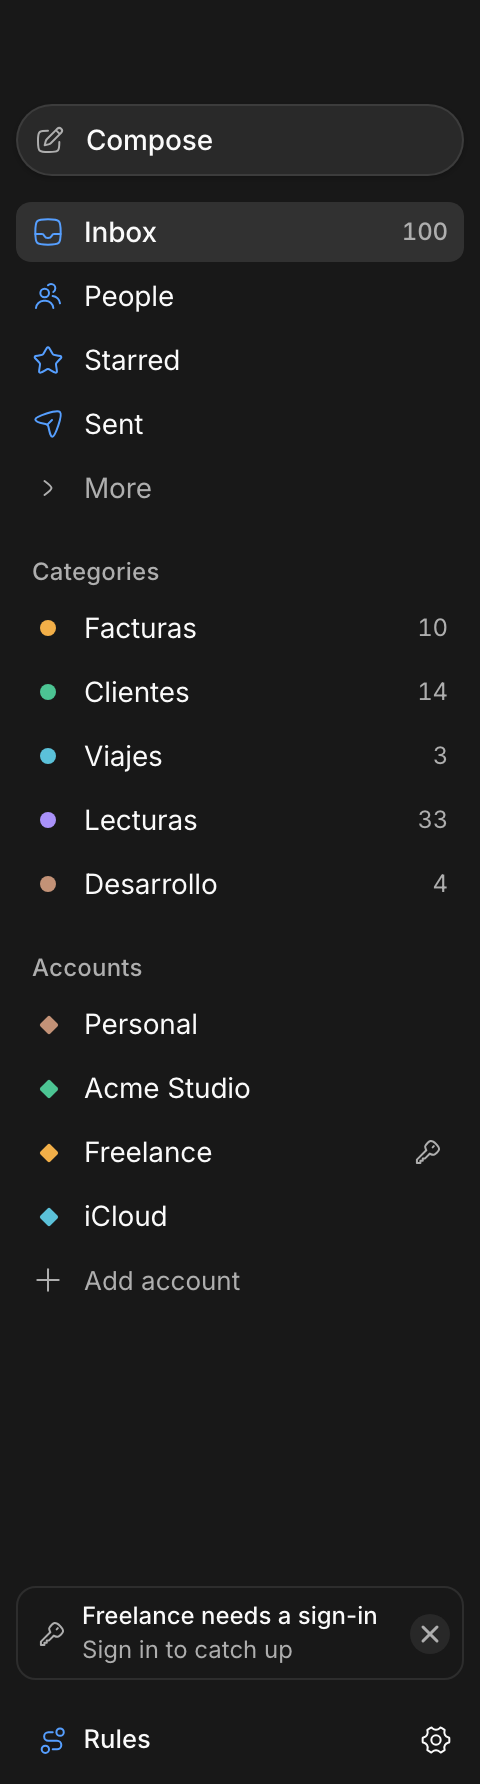 Compose
Inbox 100
People
Starred
Sent
More
Categories
Facturas 10
Clientes 14
Viajes 3
Lecturas 33
Desarrollo 4
Accounts
Personal
Acme Studio
Freelance
iCloud
Add account
Freelance needs a sign-in
Sign in to catch up
Rules